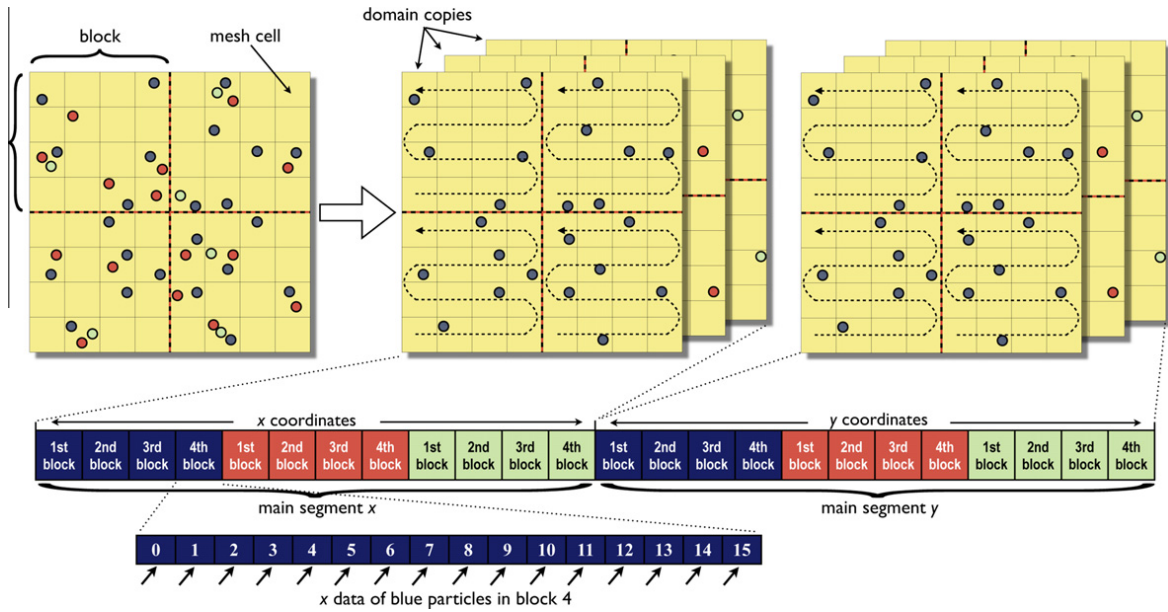 block
mesh cell
domain copies
x coordinates
y coordinates
1st 2nd 3rd 4th 1st 2nd 3rd 4th 1st 2nd 3rd 4th 1st 2nd 3rd 4th 1st 2nd 3rd 4th 1st 2nd 3rd 4th
block block block block block block block block block block block block block block block block block block block block block block block block
main segment x
main segment y
0 1 2 3 4 5 6 7 8 9 10 11 12 13 14 15
x data of blue particles in block 4